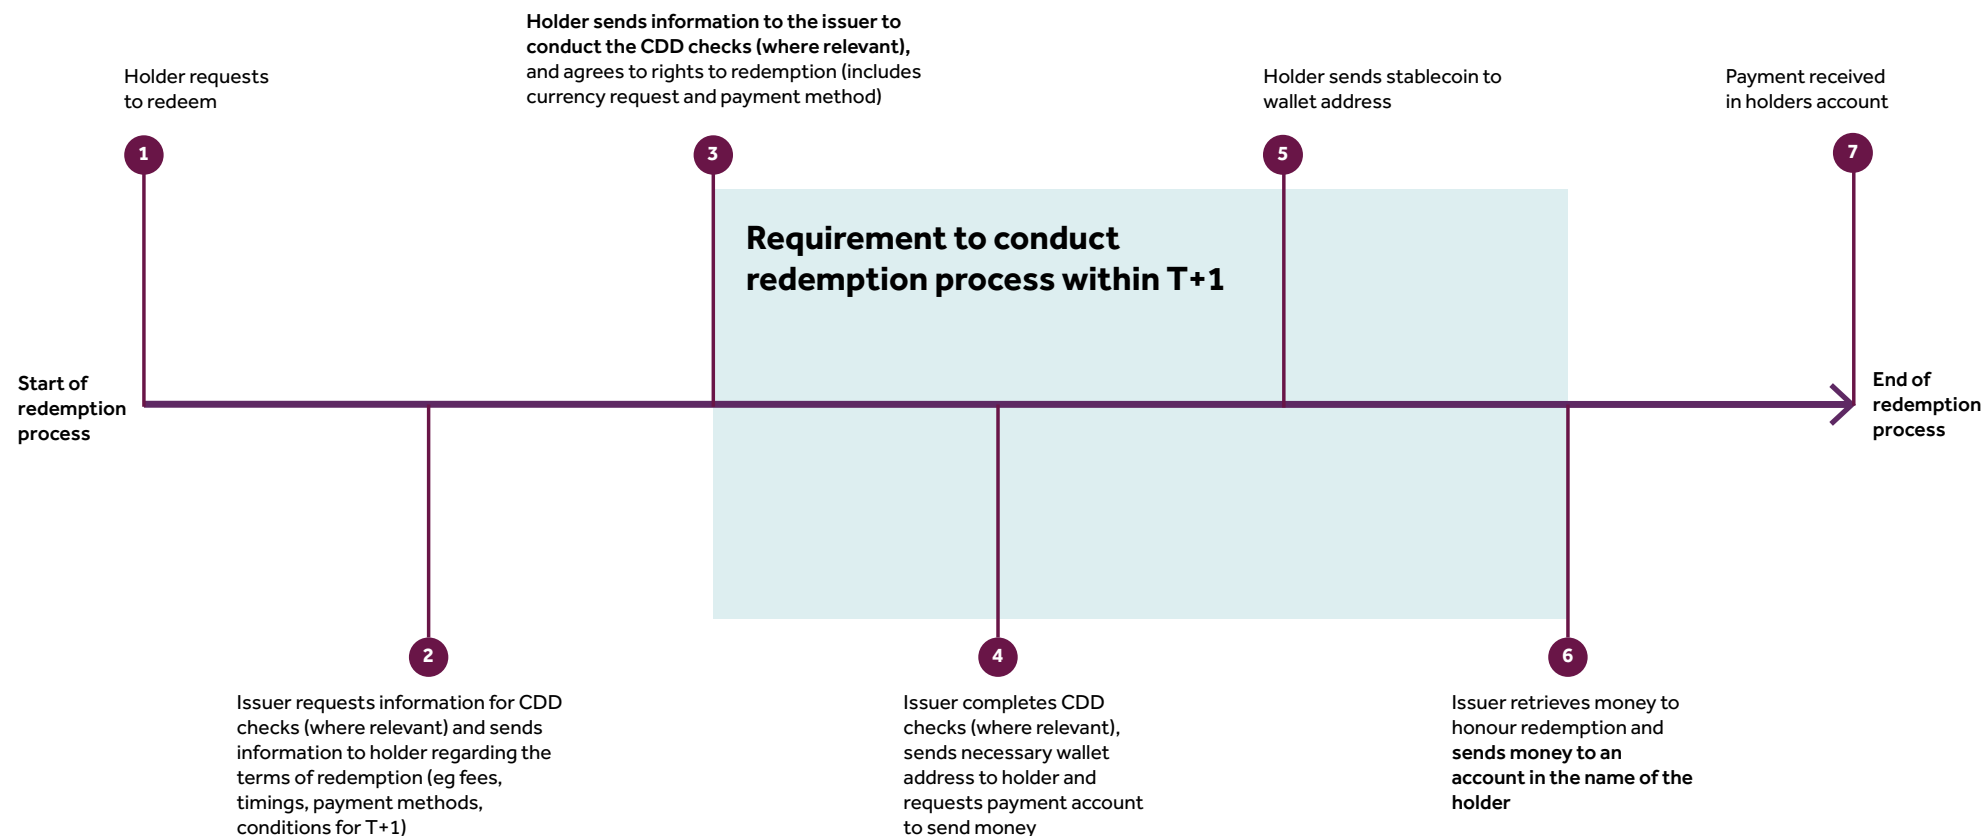 Holder requests
to redeem
1
Issuer requests information for CDD
checks (where relevant) and sends
information to holder regarding the
terms of redemption (eg fees,
timings, payment methods,
conditions for T+1)
2
Holder sends information to the issuer to
conduct the CDD checks (where relevant),
and agrees to rights to redemption (includes
currency request and payment method)
3
Requirement to conduct
redemption process within T+1
4
Issuer completes CDD
checks (where relevant),
sends necessary wallet
address to holder and
requests payment account
to send money
Holder sends stablecoin to
wallet address
5
6
Issuer retrieves money to
honour redemption and
sends money to an
account in the name of the
holder
Payment received
in holders account
7
Start of
redemption
process
End of
redemption
process